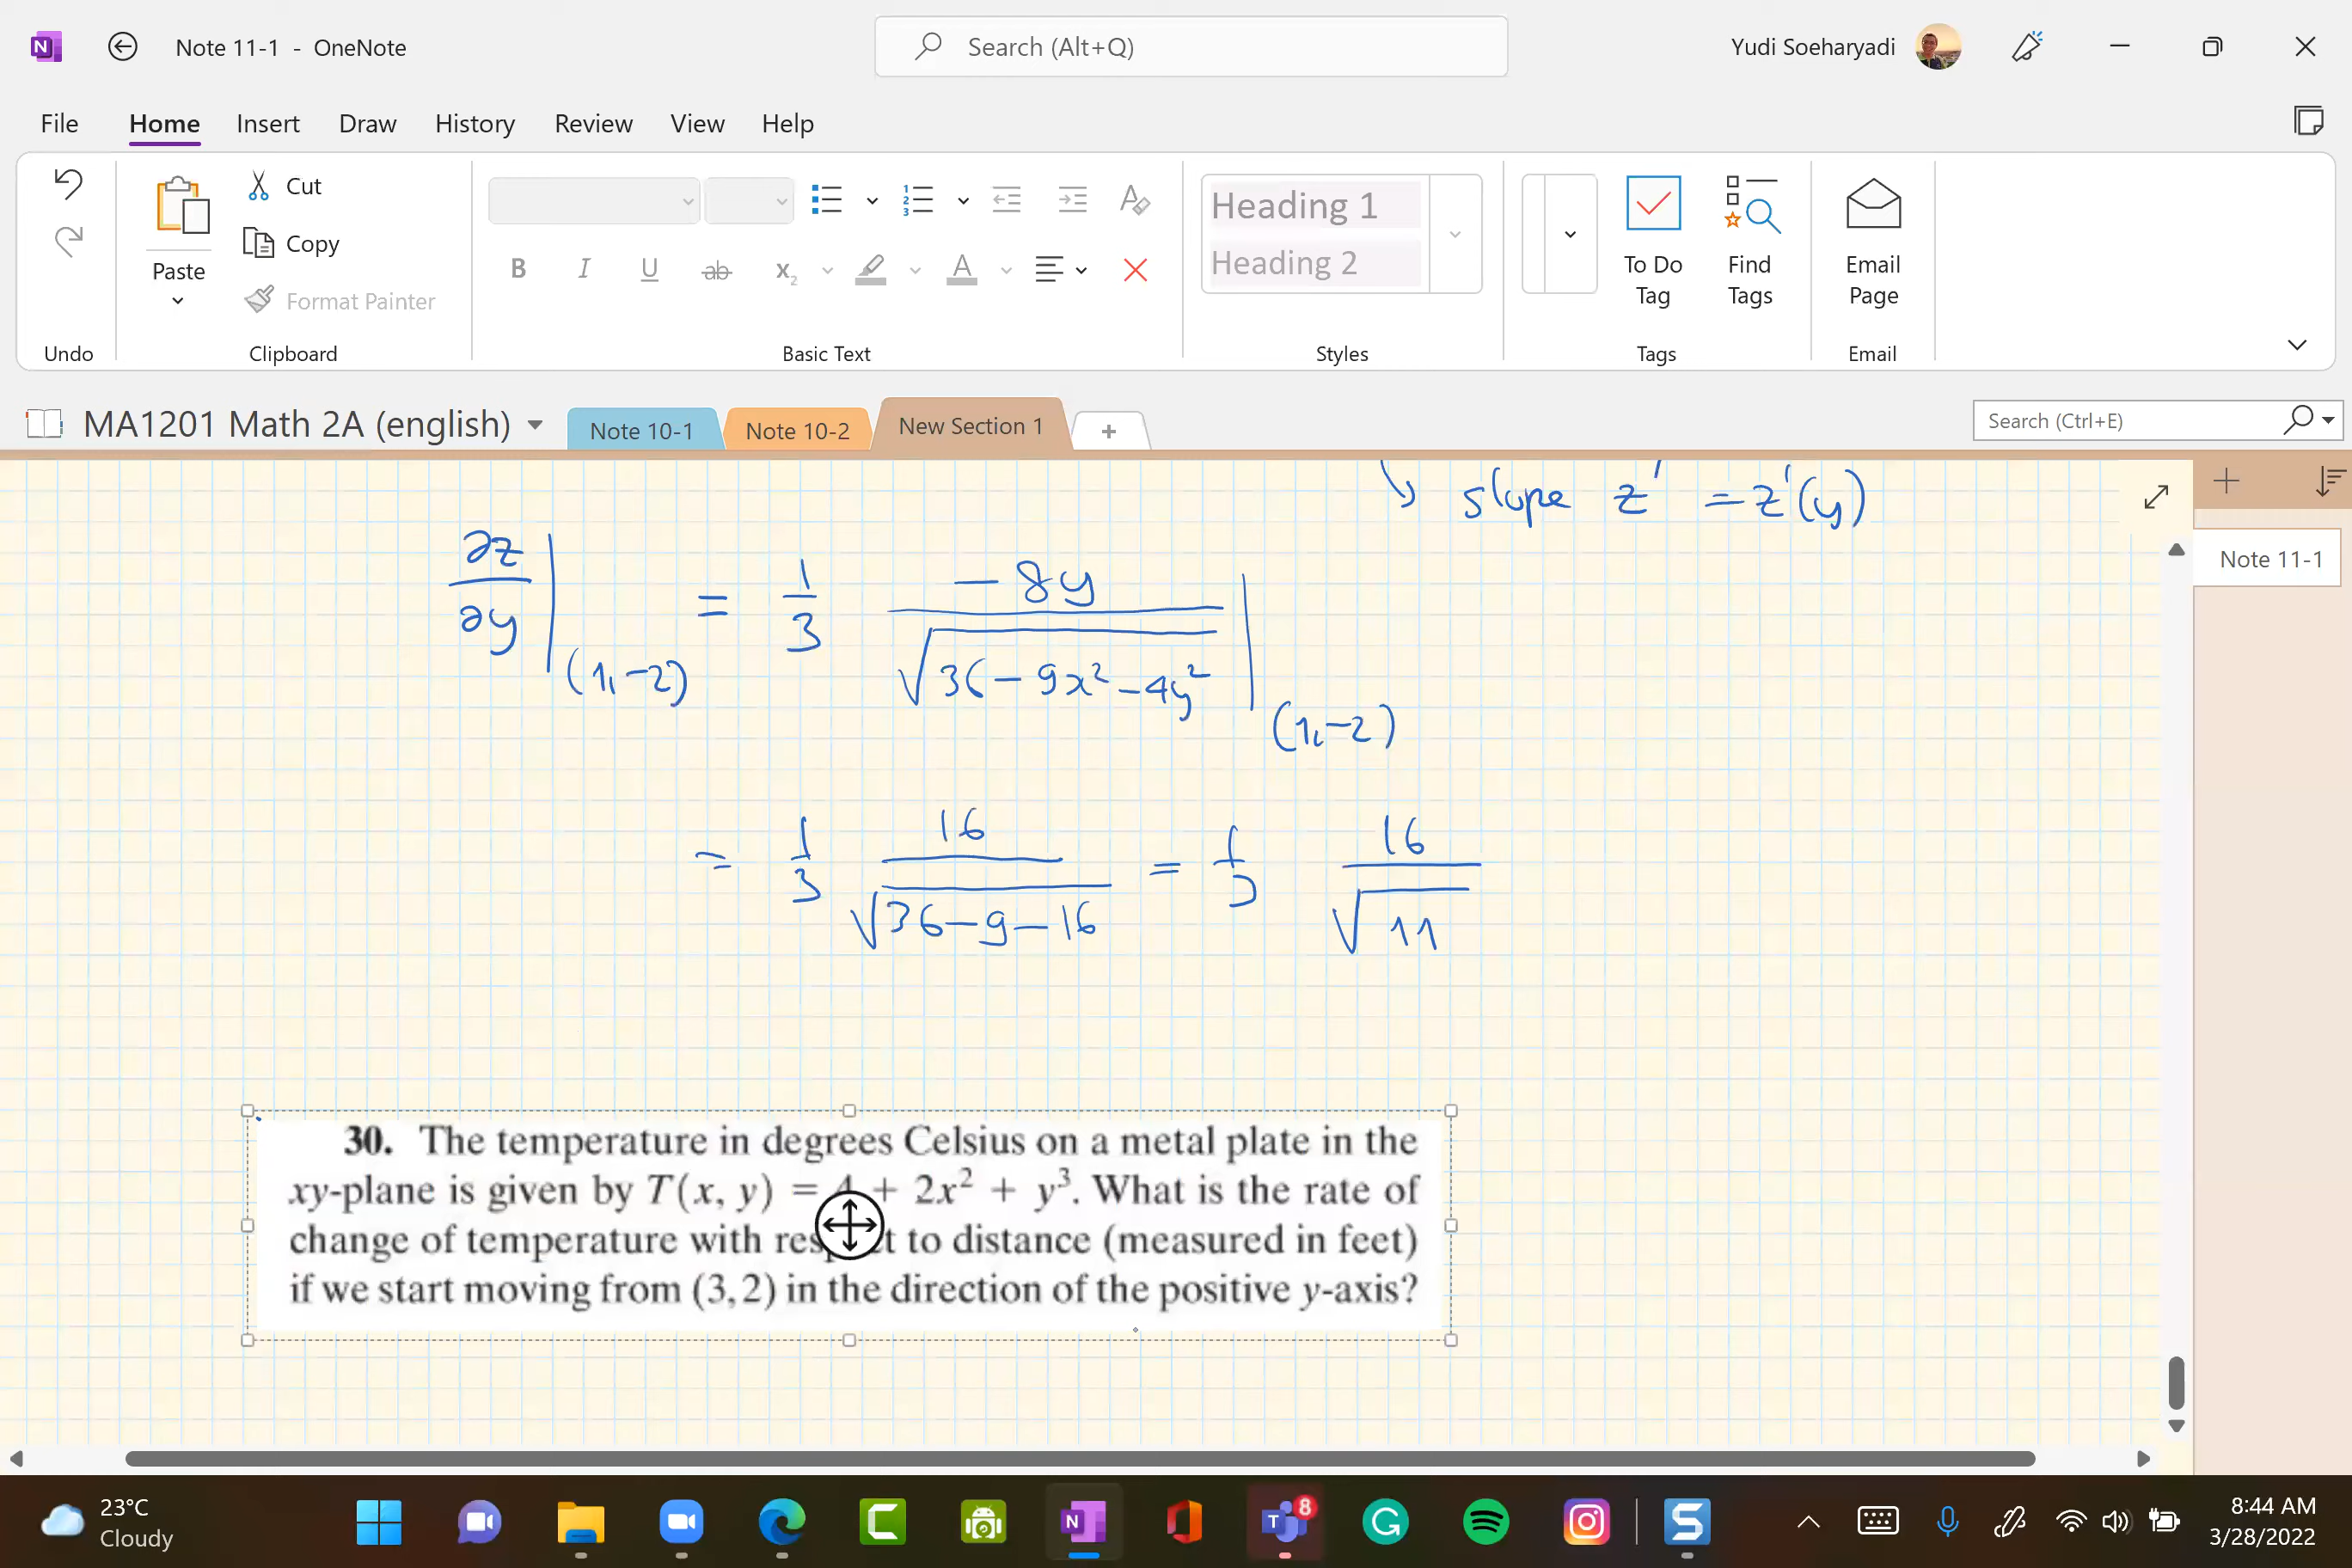 Note 11-1 - OneNote
Search (Alt+Q)
Yudi Soeharyadi
File Home Insert Draw History Review View Help
Undo
Paste
Cut
Copy
Format Painter
Clipboard
B I U ab x₂ A
Basic Text
Heading 1
Heading 2
Styles
To Do Tag
Find Tags
Tags
Email Page
Email
MA1201 Math 2A (english)
Note 10-1
Note 10-2
New Section 1
Search (Ctrl+E)
Note 11-1
slope z' = z'(y)
∂z/∂y |(1,-2) = 1/3 -8y/√(36-9x²-4y²) |(1,-2)
= 1/3 16/√(36-9-16) = 1/3 16/√11
30. The temperature in degrees Celsius on a metal plate in the
xy-plane is given by T(x, y) = 4 + 2x² + y³. What is the rate of
change of temperature with respect to distance (measured in feet)
if we start moving from (3,2) in the direction of the positive y-axis?
23°C
Cloudy
8
8:44 AM
3/28/2022